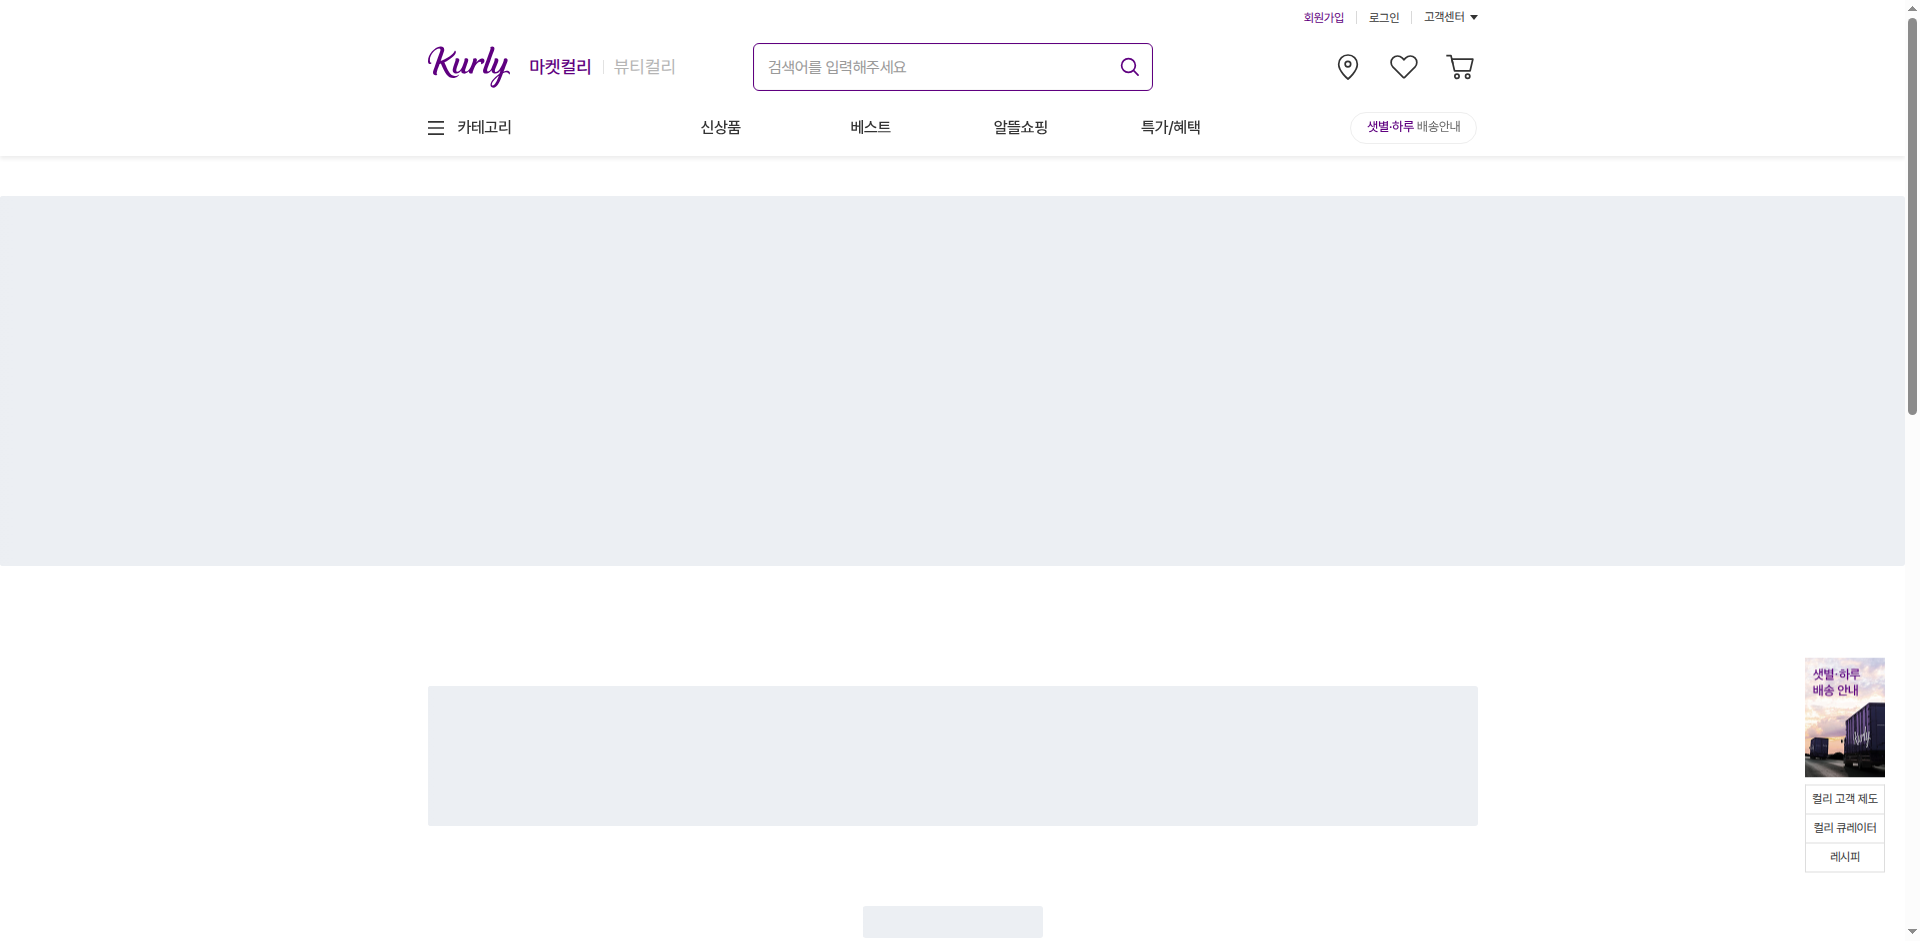 회원가입
로그인
고객센터
Kurly
마켓컬리
뷰티컬리
검색어를 입력해주세요
카테고리
신상품
베스트
알뜰쇼핑
특가/혜택
샛별·하루 배송안내
샛별·하루
배송 안내
Kurly
컬리 고객 제도
컬리 큐레이터
레시피